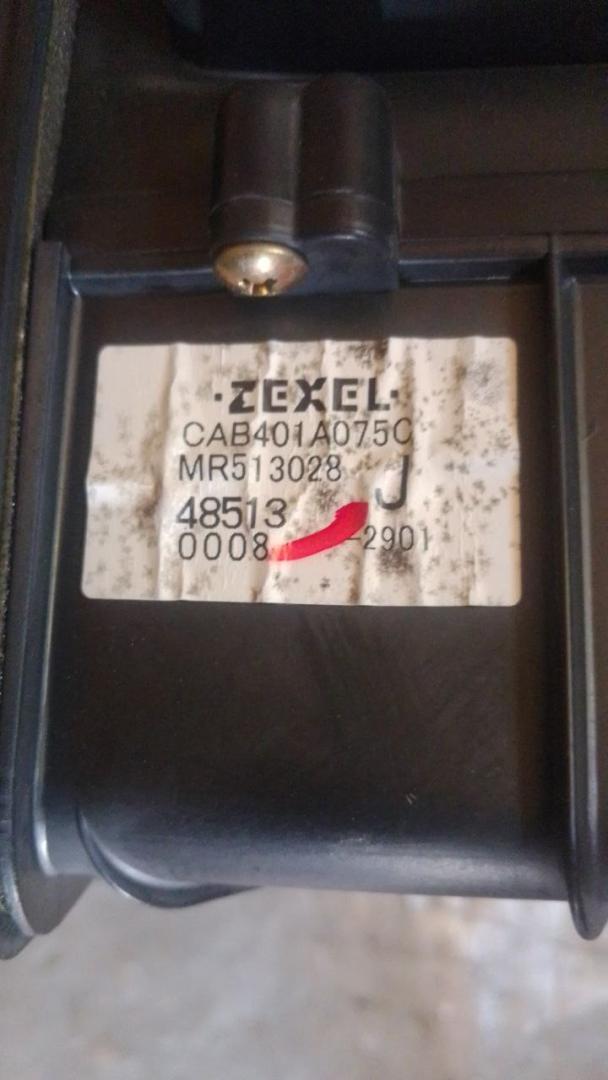 ·ZEXEL·
CAB401A075C
MR513028 J
48513
0008 -2901